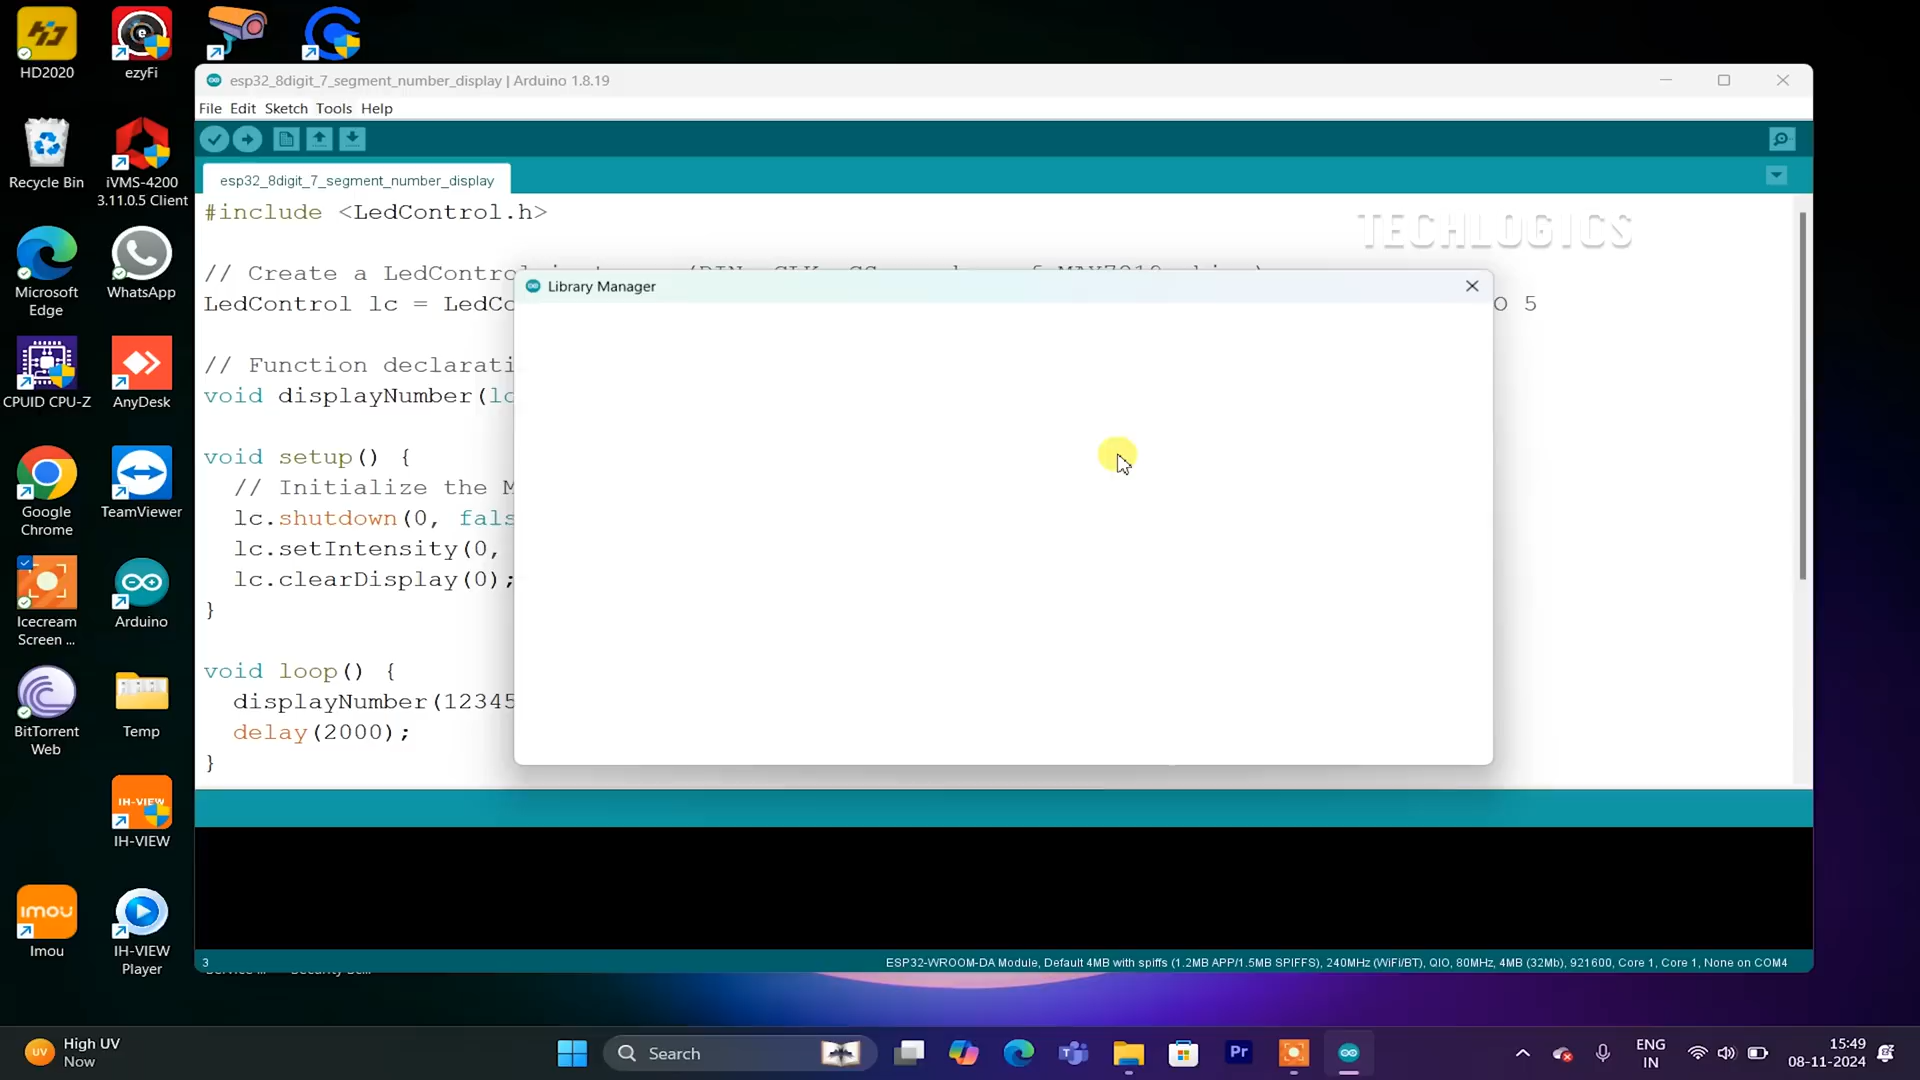 HD2020
ezyFi
Recycle Bin
iVMS-4200
3.11.0.5 Client
Microsoft
Edge
WhatsApp
CPUID CPU-Z
AnyDesk
Google
Chrome
TeamViewer
Icecream
Screen ...
Arduino
BitTorrent
Web
Temp
IH-VIEW
IH-VIEW
imou
Imou
IH-VIEW
Player
esp32_8digit_7_segment_number_display | Arduino 1.8.19
File Edit Sketch Tools Help
esp32_8digit_7_segment_number_display
TECHLOGICS
#include <LedControl.h>
// Create a LedControl
LedControl lc = LedCo
O 5
// Function declarati
void displayNumber(lo
void setup() {
// Initialize the M
lc.shutdown(0, fals
lc.setIntensity(0,
lc.clearDisplay(0);
}
void loop() {
displayNumber(12345
delay(2000);
}
Library Manager
3
ESP32-WROOM-DA Module, Default 4MB with spiffs (1.2MB APP/1.5MB SPIFFS), 240MHz (WiFi/BT), QIO, 80MHz, 4MB (32Mb), 921600, Core 1, Core 1, None on COM4
UV
High UV
Now
Search
Pr
ENG
IN
15:49
08-11-2024